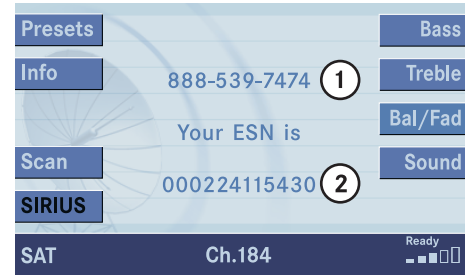 Presets
Bass
Info
888-539-7474 1
Treble
Your ESN is
Bal/Fad
Scan
000224115430 2
Sound
SIRIUS
SAT
Ch.184
Ready